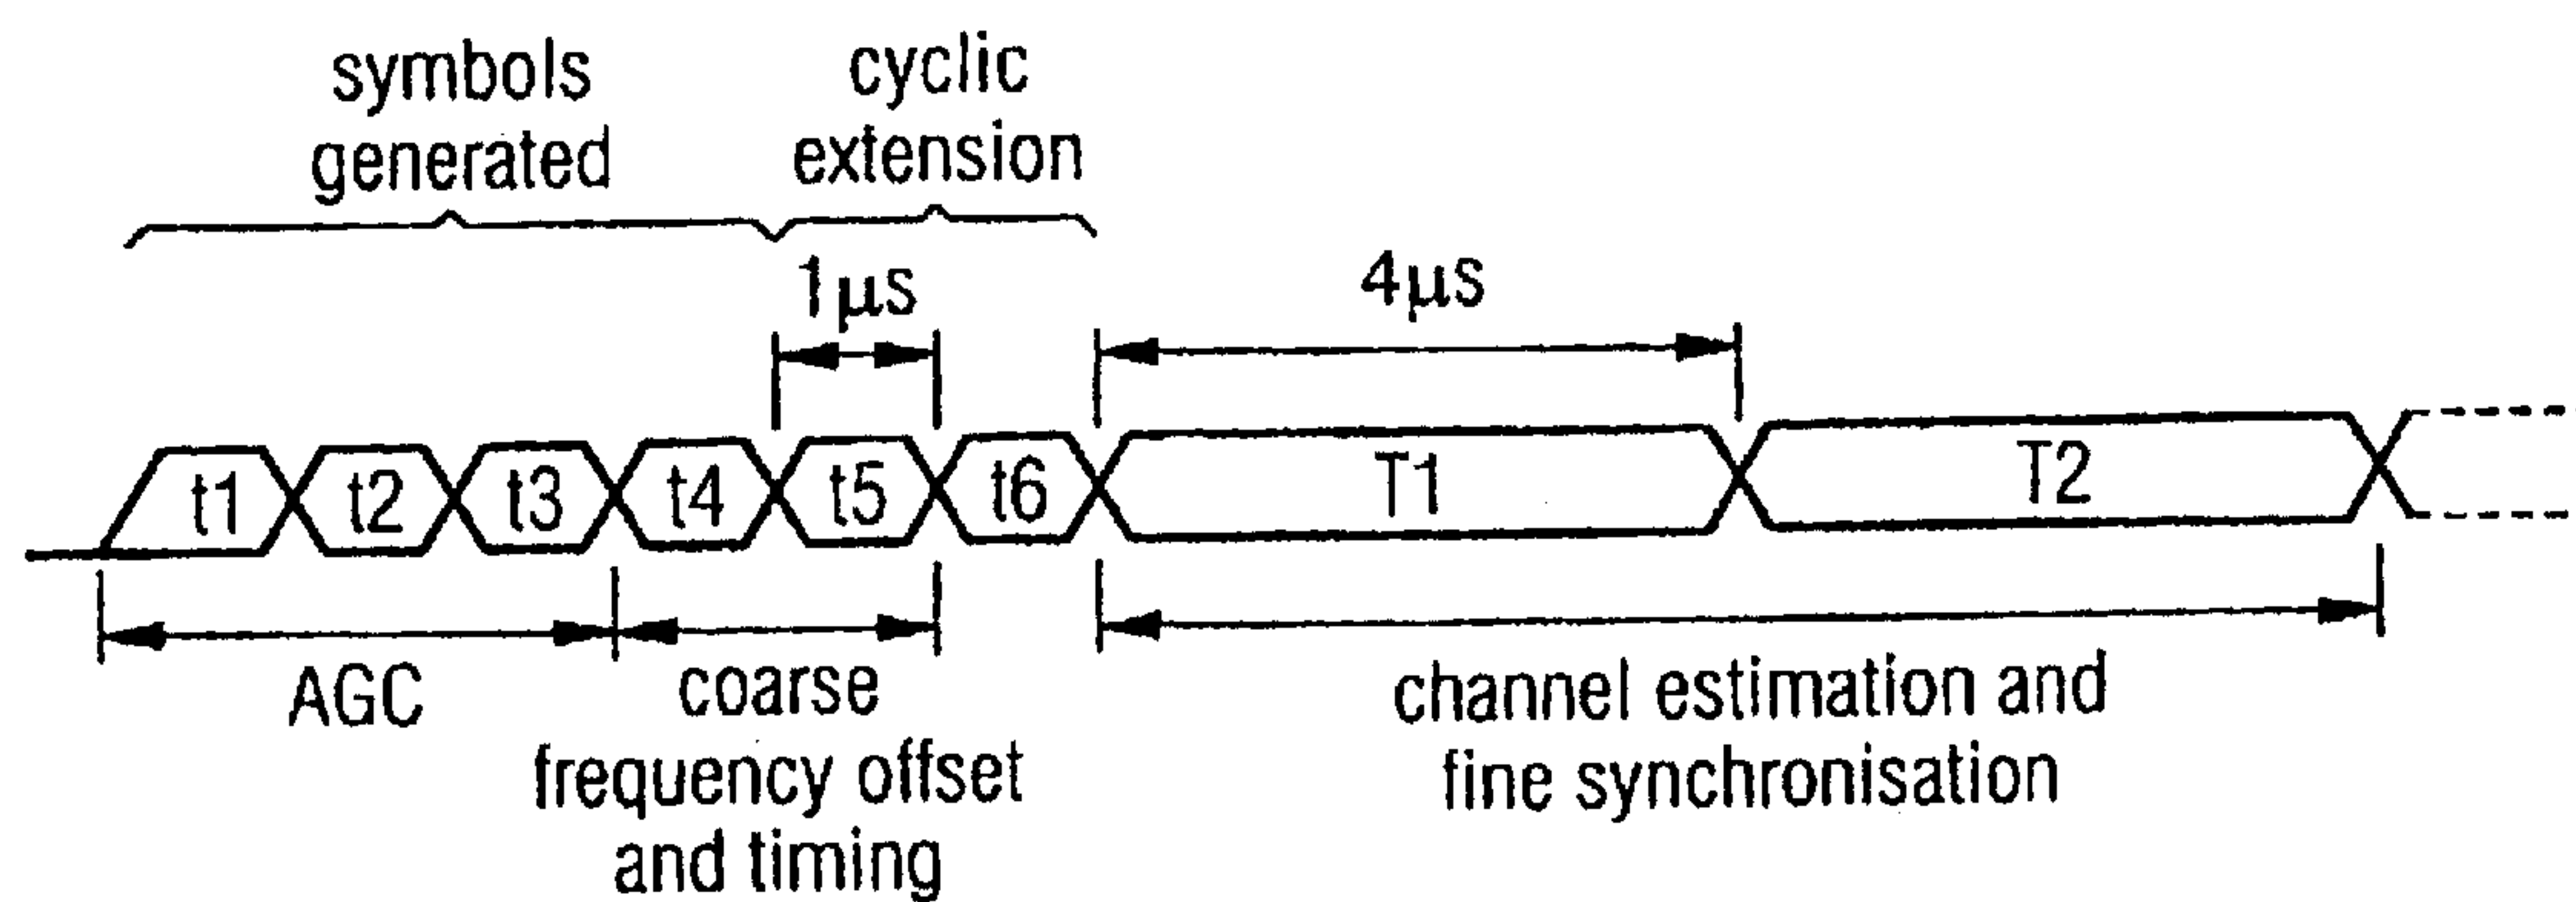 symbols
generated
cyclic
extension
1μs
4μs
t1 t2 t3 t4 t5 t6 T1 T2
AGC
coarse
frequency offset
and timing
channel estimation and
fine synchronisation